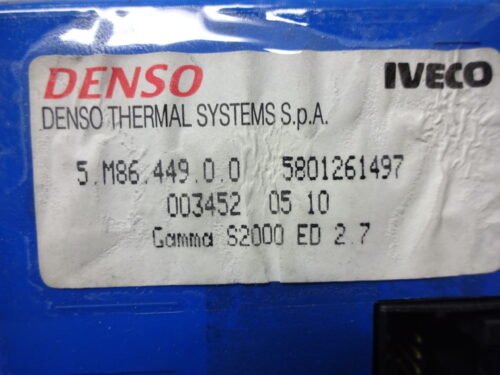 DENSO IVECO
DENSO THERMAL SYSTEMS S.p.A.
5.M86.449.0.0 5801261497
003452 05 10
Gamma S2000 ED 2.7